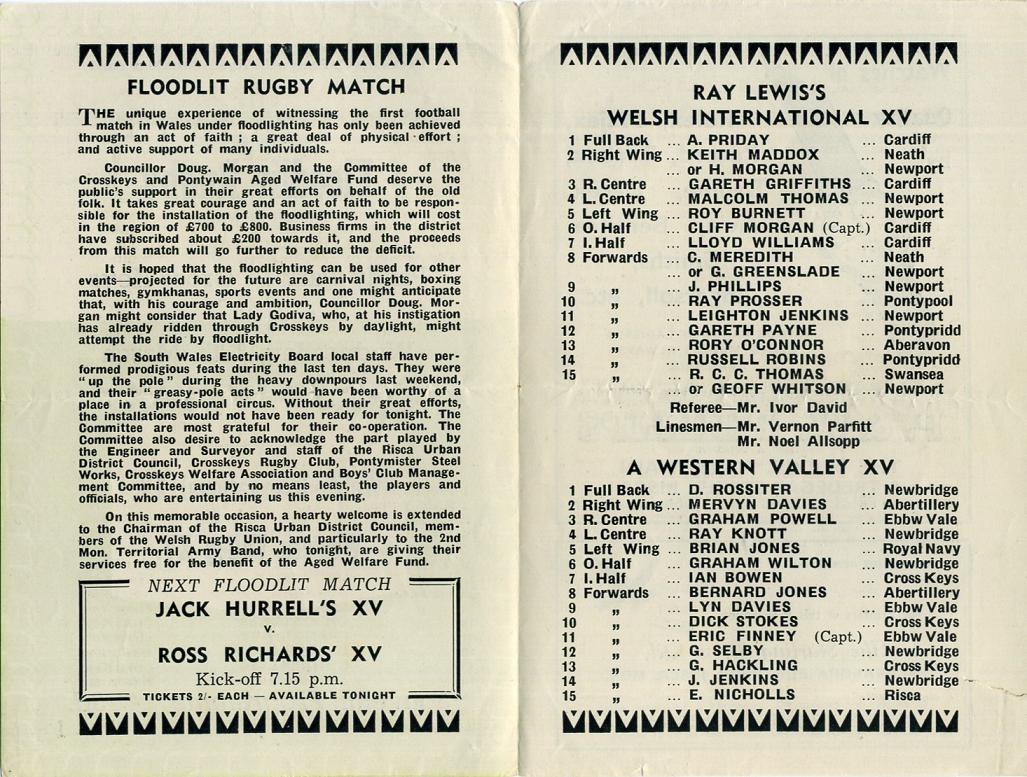 FLOODLIT RUGBY MATCH
THE unique experience of witnessing the first football
match in Wales under floodlighting has only been achieved
through an act of faith ; a great deal of physical effort ;
and active support of many individuals.
Councillor Doug. Morgan and the Committee of the
Crosskeys and Pontywain Aged Welfare Fund deserve the
public's support in their great efforts on behalf of the old
folk. It takes great courage and an act of faith to be respon-
sible for the installation of the floodlighting, which will cost
in the region of £700 to £800. Business firms in the district
have subscribed about £200 towards it, and the proceeds
from this match will go further to reduce the deficit.
It is hoped that the floodlighting can be used for other
events—projected for the future are carnival nights, boxing
matches, gymkhanas, sports events and one might anticipate
that, with his courage and ambition, Councillor Doug. Mor-
gan might consider that Lady Godiva, who, at his instigation
has already ridden through Crosskeys by daylight, might
attempt the ride by floodlight.
The South Wales Electricity Board local staff have per-
formed prodigious feats during the last ten days. They were
" up the pole " during the heavy downpours last weekend,
and their " greasy-pole acts " would have been worthy of a
place in a professional circus. Without their great efforts,
the installations would not have been ready for tonight. The
Committee are most grateful for their co-operation. The
Committee also desire to acknowledge the part played by
the Engineer and Surveyor and staff of the Risca Urban
District Council, Crosskeys Rugby Club, Pontymister Steel
Works, Crosskeys Welfare Association and Boys' Club Manage-
ment Committee, and by no means least, the players and
officials, who are entertaining us this evening.
On this memorable occasion, a hearty welcome is extended
to the Chairman of the Risca Urban District Council, mem-
bers of the Welsh Rugby Union, and particularly to the 2nd
Mon. Territorial Army Band, who tonight, are giving their
services free for the benefit of the Aged Welfare Fund.
NEXT FLOODLIT MATCH
JACK HURRELL'S XV
v.
ROSS RICHARDS' XV
Kick-off 7.15 p.m.
TICKETS 2/- EACH — AVAILABLE TONIGHT
RAY LEWIS'S
WELSH INTERNATIONAL XV
1 Full Back ... A. PRIDAY ... Cardiff
2 Right Wing ... KEITH MADDOX ... Neath
... or H. MORGAN ... Newport
3 R. Centre ... GARETH GRIFFITHS ... Cardiff
4 L. Centre ... MALCOLM THOMAS ... Newport
5 Left Wing ... ROY BURNETT ... Newport
6 O. Half ... CLIFF MORGAN (Capt.) ... Cardiff
7 I. Half ... LLOYD WILLIAMS ... Cardiff
8 Forwards ... C. MEREDITH ... Neath
... or G. GREENSLADE ... Newport
9 „ ... J. PHILLIPS ... Newport
10 „ ... RAY PROSSER ... Pontypool
11 „ ... LEIGHTON JENKINS ... Newport
12 „ ... GARETH PAYNE ... Pontypridd
13 „ ... RORY O'CONNOR ... Aberavon
14 „ ... RUSSELL ROBINS ... Pontypridd
15 „ ... R. C. C. THOMAS ... Swansea
... or GEOFF WHITSON ... Newport
Referee—Mr. Ivor David
Linesmen—Mr. Vernon Parfitt
Mr. Noel Allsopp
A WESTERN VALLEY XV
1 Full Back ... D. ROSSITER ... Newbridge
2 Right Wing ... MERVYN DAVIES ... Abertillery
3 R. Centre ... GRAHAM POWELL ... Ebbw Vale
4 L. Centre ... RAY KNOTT ... Newbridge
5 Left Wing ... BRIAN JONES ... Royal Navy
6 O. Half ... GRAHAM WILTON ... Newbridge
7 I. Half ... IAN BOWEN ... Cross Keys
8 Forwards ... BERNARD JONES ... Abertillery
9 „ ... LYN DAVIES ... Ebbw Vale
10 „ ... DICK STOKES ... Cross Keys
11 „ ... ERIC FINNEY (Capt.) ... Ebbw Vale
12 „ ... G. SELBY ... Newbridge
13 „ ... G. HACKLING ... Cross Keys
14 „ ... J. JENKINS ... Newbridge
15 „ ... E. NICHOLLS ... Risca